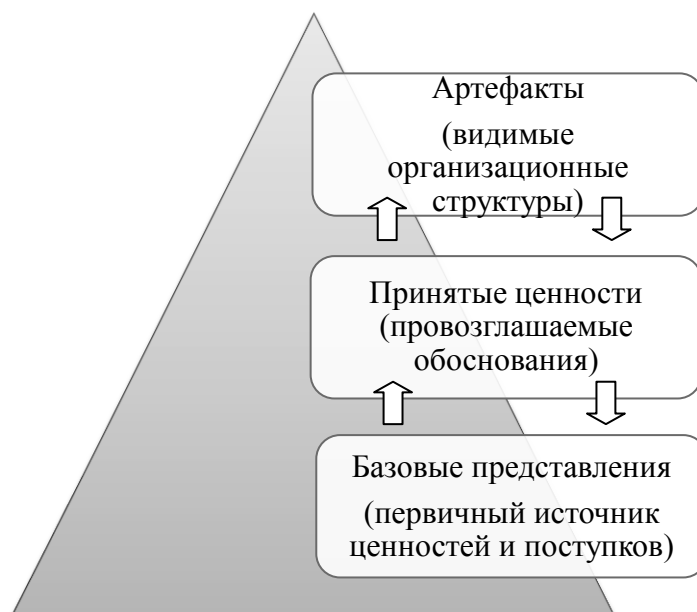 Артефакты
(видимые
организационные
структуры)
Принятые ценности
(провозглашаемые
обоснования)
Базовые представления
(первичный источник
ценностей и поступков)